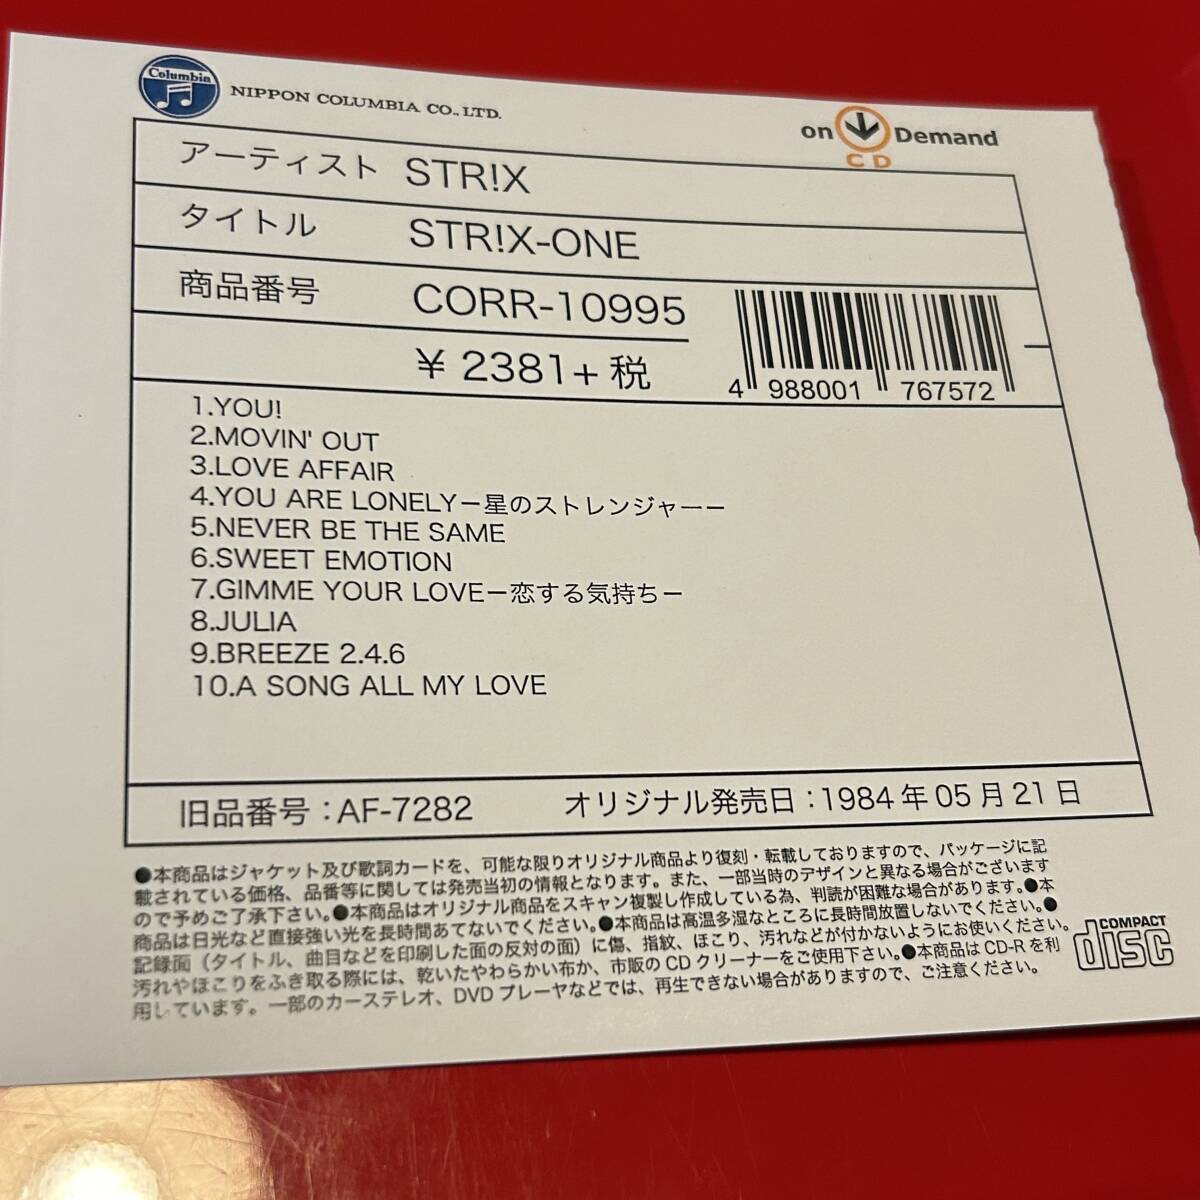 Columbia
NIPPON COLUMBIA CO.,LTD.
on Demand
CD
アーティスト STR!X
タイトル STR!X-ONE
商品番号 CORR-10995
¥ 2381+ 税
4 988001 767572
1.YOU!
2.MOVIN' OUT
3.LOVE AFFAIR
4.YOU ARE LONELYー星のストレンジャーー
5.NEVER BE THE SAME
6.SWEET EMOTION
7.GIMME YOUR LOVEー恋する気持ちー
8.JULIA
9.BREEZE 2.4.6
10.A SONG ALL MY LOVE
旧品番号：AF-7282 オリジナル発売日：1984 年 05 月 21 日
●本商品はジャケット及び歌詞カードを、可能な限りオリジナル商品より復刻・転載しておりますので、パッケージに記
載されている価格、品番等に関しては発売当初の情報となります。また、一部当時のデザインと異なる場合がございます
ので予めご了承下さい。●本商品はオリジナル商品をスキャン複製し作成している為、判読が困難な場合があります。●本
商品は日光など直接強い光を長時間あてないでください。●本商品は高温多湿なところに長時間放置しないでください。●
記録面（タイトル、曲目などを印刷した面の反対の面）に傷、指紋、ほこり、汚れなどが付かないようにお使いください。
汚れやほこりをふき取る際には、乾いたやわらかい布か、市販の CD クリーナーをご使用下さい。●本商品は CD-R を利
用しています。一部のカーステレオ、DVD プレーヤなどでは、再生できない場合がありますので、ご注意ください。
COMPACT
disc